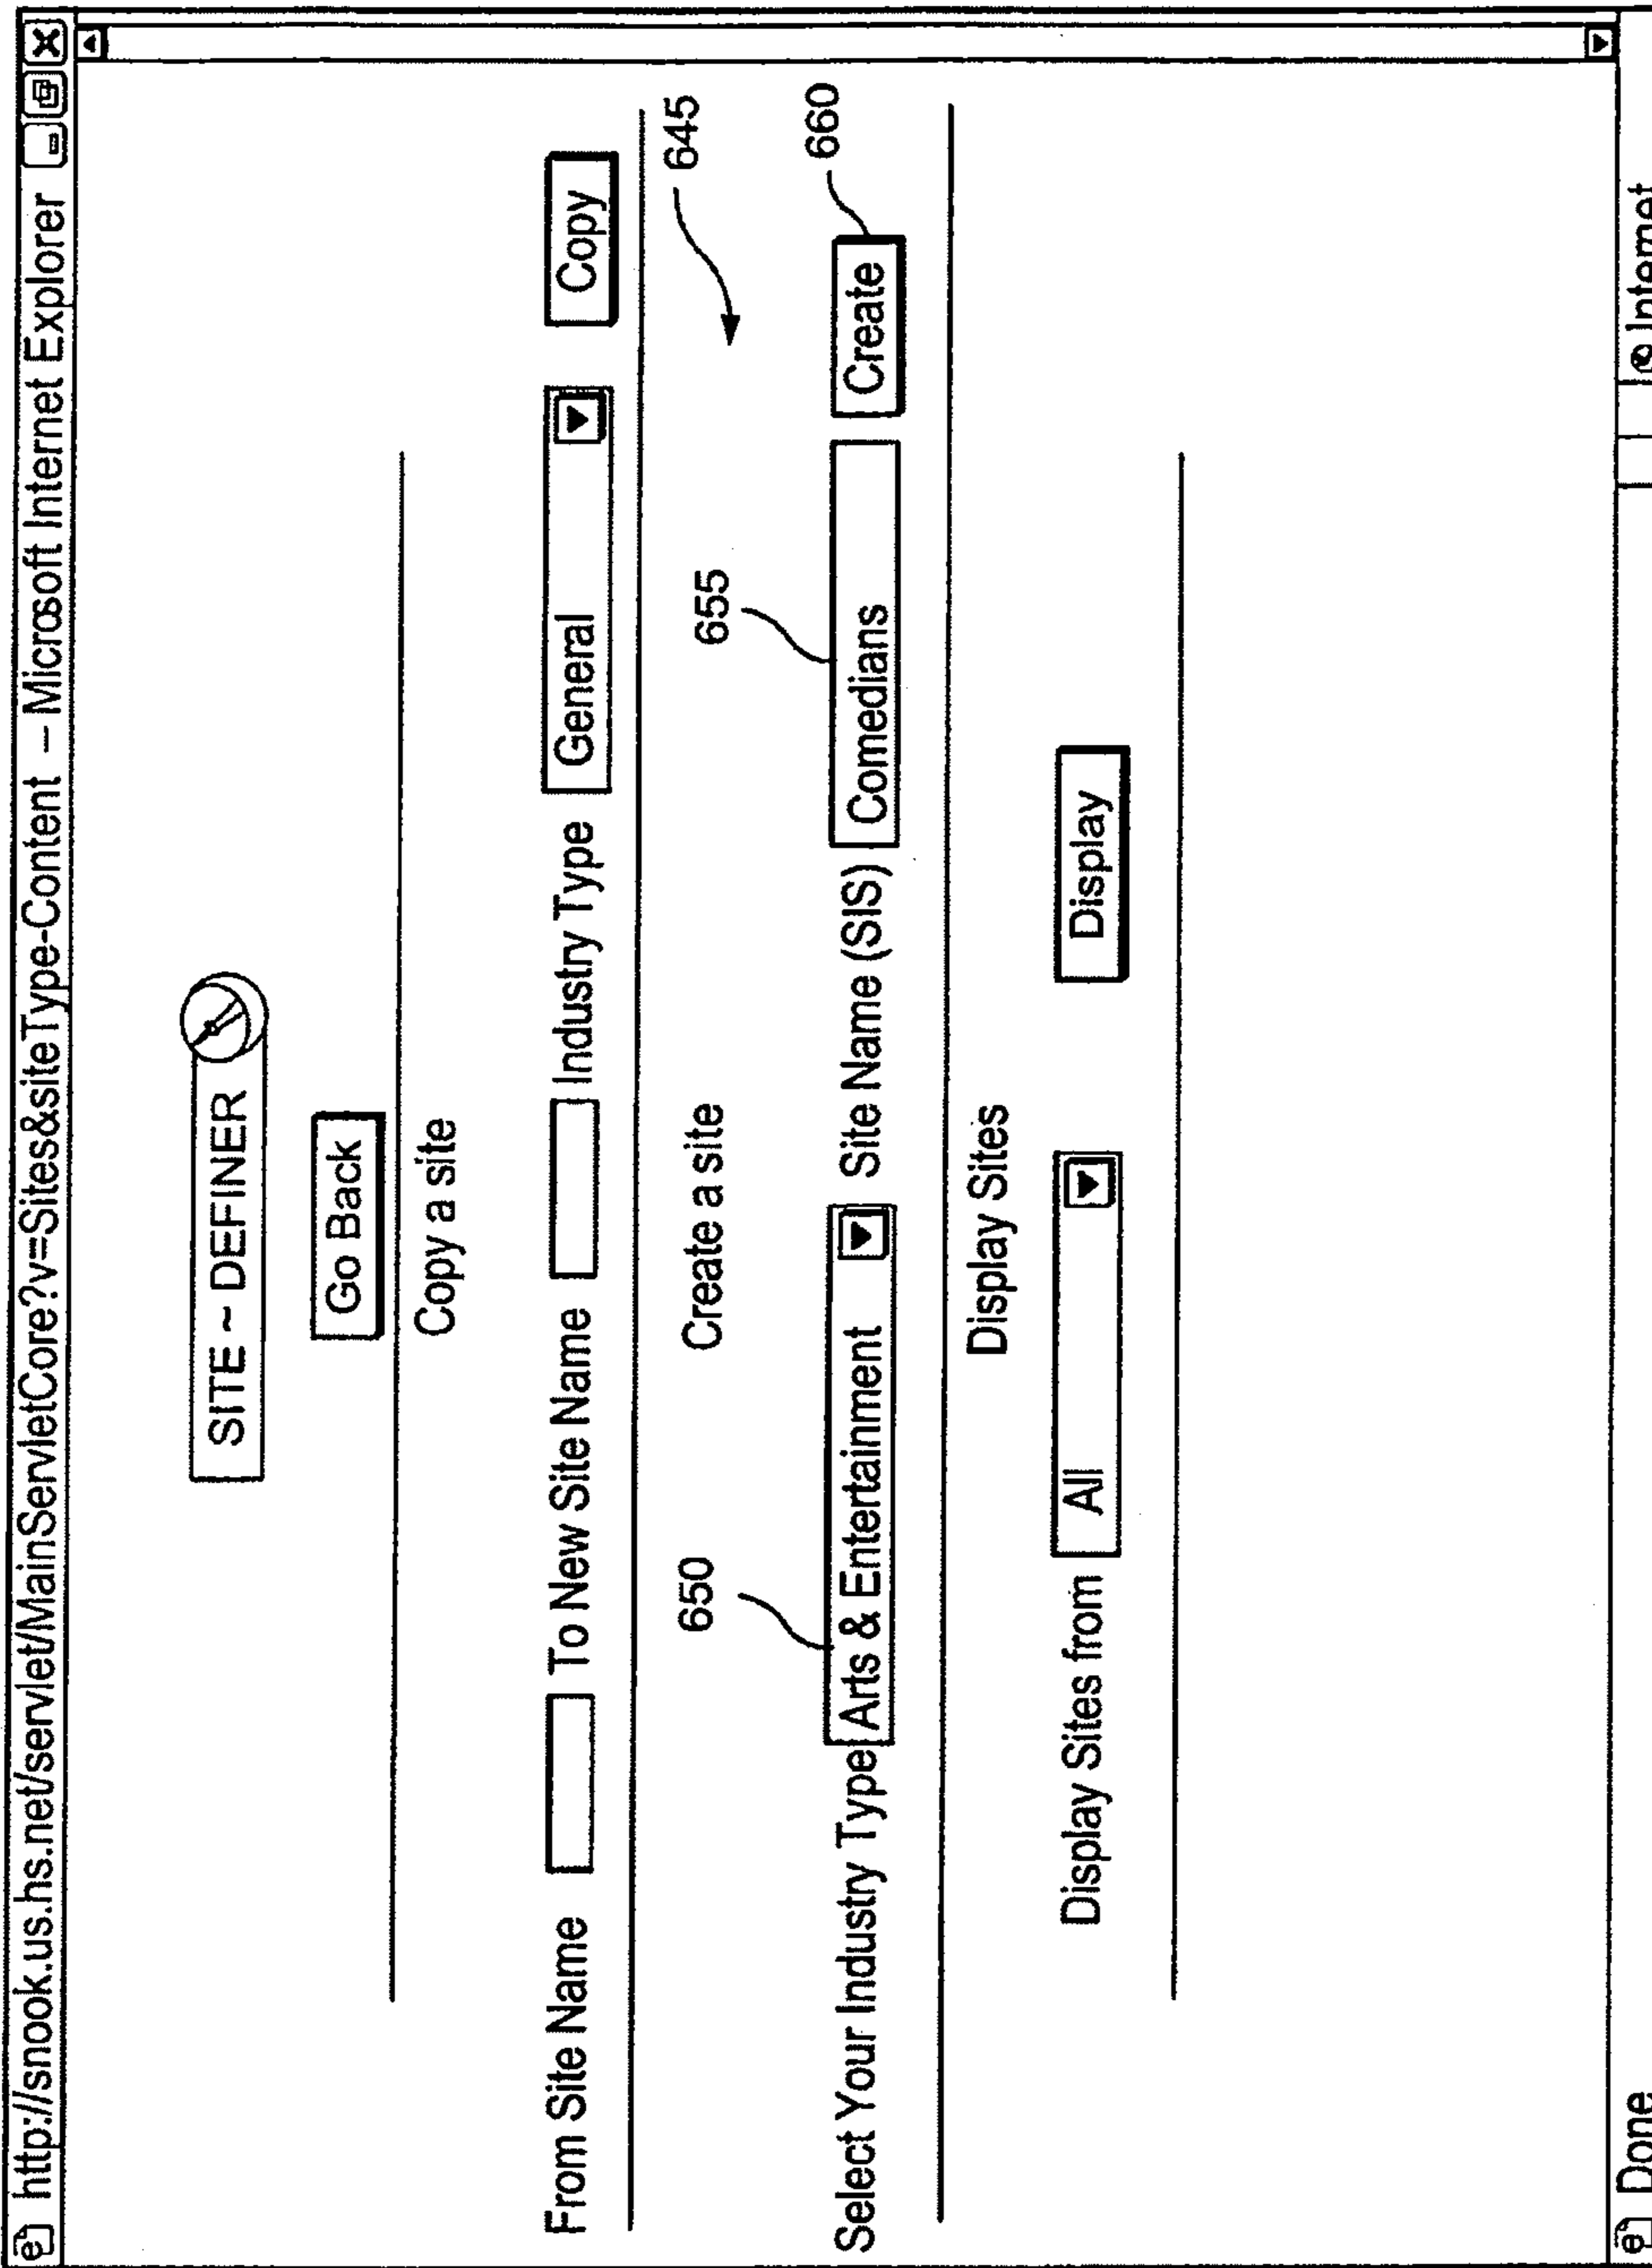 http://snook.us.hs.net/servlet/MainServletCore?v=Sites&siteType-Content – Microsoft Internet Explorer
SITE ~ DEFINER
Go Back
Copy a site
From Site Name To New Site Name Industry Type General Copy
645
Create a site
650 655 660
Select Your Industry Type Arts & Entertainment Site Name (SIS) Comedians Create
Display Sites
Display Sites from All Display
Done Internet